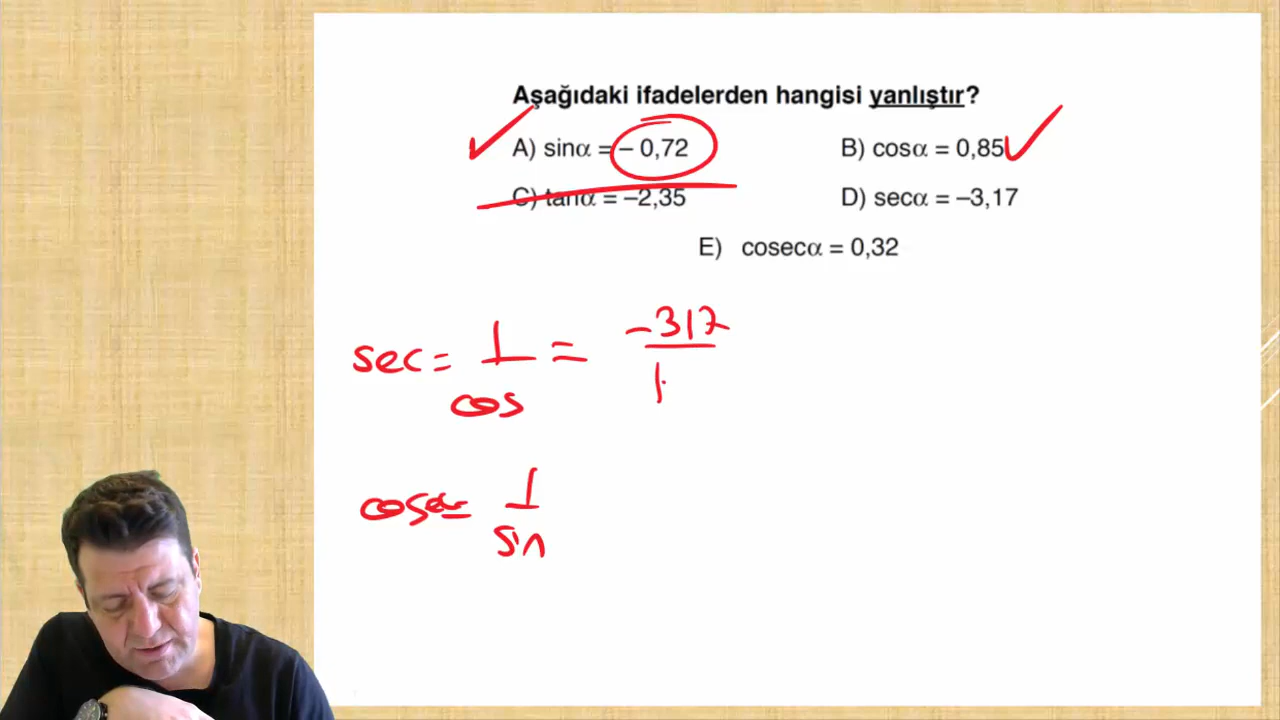 Aşağıdaki ifadelerden hangisi yanlıştır?
A) sinα = – 0,72 B) cosα = 0,85
C) tanα = –2,35 D) secα = –3,17
E) cosecα = 0,32
sec = 1/cos = -317/1
cosec = 1/sin